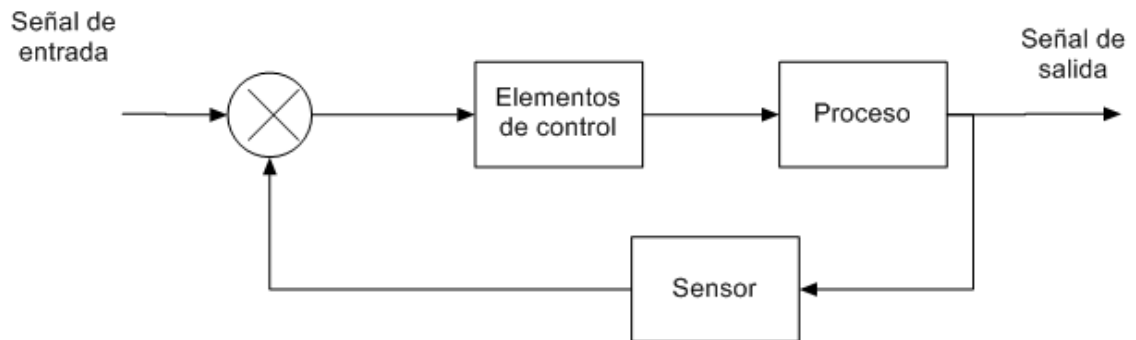 Señal de
entrada
Elementos
de control
Proceso
Señal de
salida
Sensor